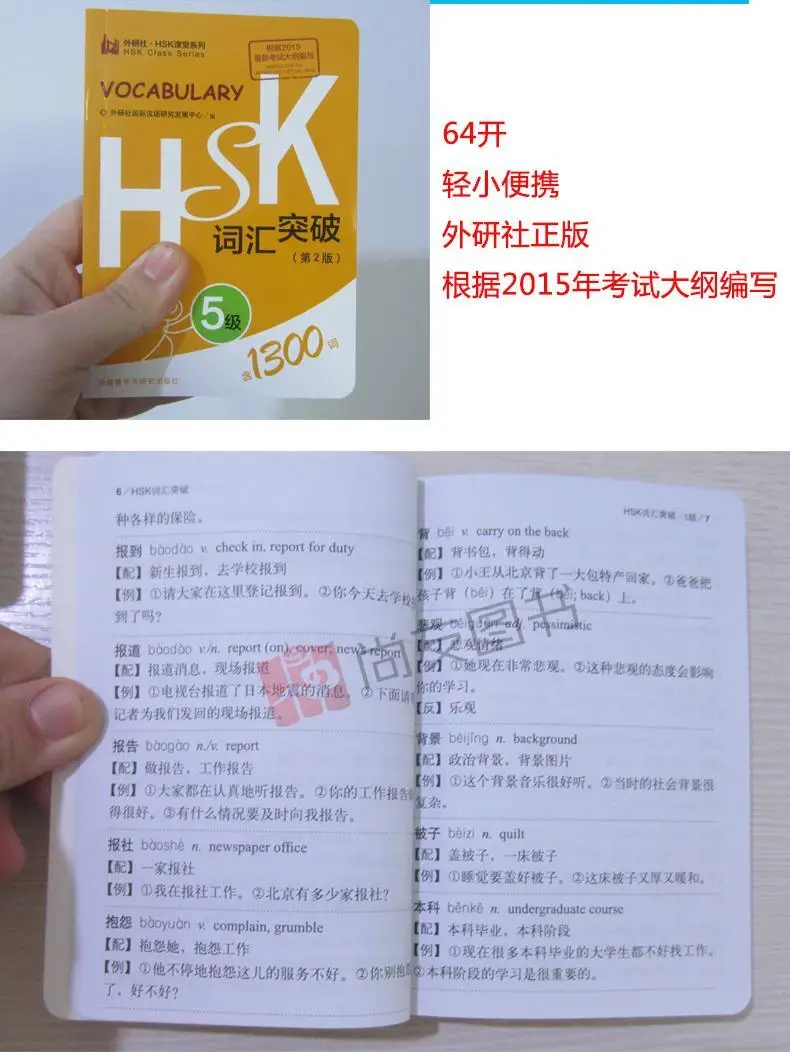 外研社·HSK课堂系列
HSK Class Series
根据2015
最新考试大纲编写
VOCABULARY
外研社国际汉语研究发展中心/编
HSK
词汇突破
(第2版)
5级
含1300词
外语教学与研究出版社
64开
轻小便携
外研社正版
根据2015年考试大纲编写
6/HSK词汇突破
种各样的保险。
报到 bàodào v. check in, report for duty
【配】新生报到，去学校报到
【例】①请大家在这里登记报到。②你今天去学校
到了吗?
报道 bàodào v./n. report (on), cover; news report
【配】报道消息，现场报道
【例】①电视台报道了日本地震的消息。②下面请
记者为我们发回的现场报道。
报告 bàogào n./v. report
【配】做报告，工作报告
【例】①大家都在认真地听报告。②你的工作报告
得很好。③有什么情况要及时向我报告。
报社 bàoshè n. newspaper office
【配】一家报社
【例】①我在报社工作。②北京有多少家报社?
抱怨 bàoyuàn v. complain, grumble
【配】抱怨她，抱怨工作
【例】①他不停地抱怨这儿的服务不好。②你别抱怨
了，好不好?
HSK词汇突破·5级/7
背 bēi v. carry on the back
【配】背书包，背得动
【例】①小王从北京背了一大包特产回家。②爸爸把
孩子背（bēi）在了背（bèi; back）上。
悲观 bēiguān adj. pessimistic
【配】悲观情绪
【例】①她现在非常悲观。②这种悲观的态度会影响
你的学习。
【反】乐观
背景 bèijǐng n. background
【配】政治背景，背景图片
【例】①这个背景音乐很好听。②当时的社会背景很
复杂。
被子 bèizi n. quilt
【配】盖被子，一床被子
【例】①睡觉要盖好被子。②这床被子又厚又暖和。
本科 běnkē n. undergraduate course
【配】本科毕业，本科阶段
【例】①现在很多本科毕业的大学生都不好找工作。
②本科阶段的学习是很重要的。
尚友图书